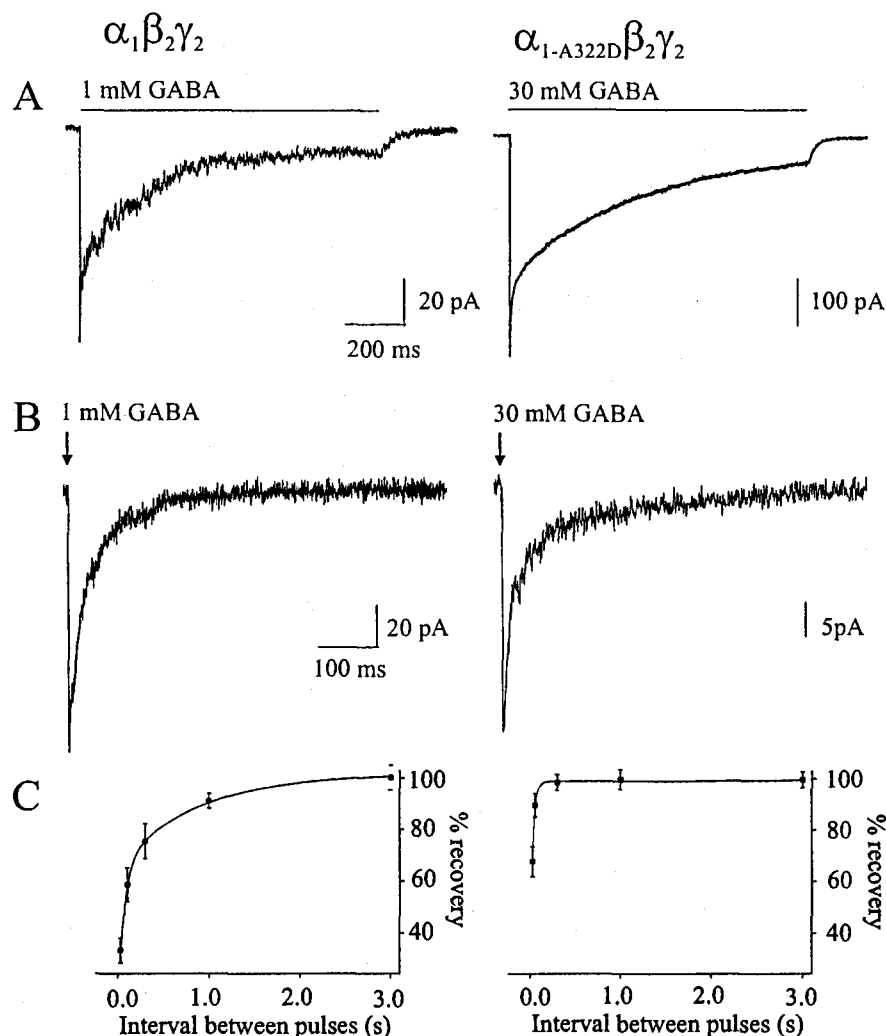 α1β2γ2
α1-A322Dβ2γ2
A
1 mM GABA
30 mM GABA
20 pA
200 ms
100 pA
B
1 mM GABA
30 mM GABA
20 pA
100 ms
5pA
C
100
80
60
40
% recovery
0.0 1.0 2.0 3.0
Interval between pulses (s)
100
80
60
40
% recovery
0.0 1.0 2.0 3.0
Interval between pulses (s)